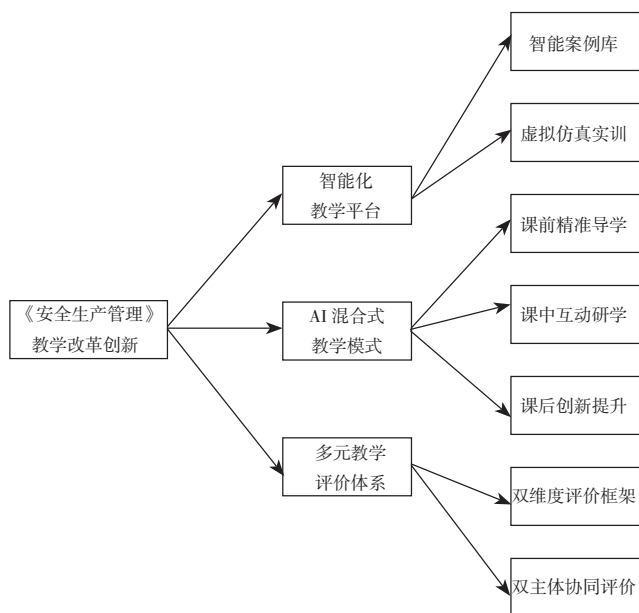 《安全生产管理》
教学改革创新
智能化
教学平台
AI 混合式
教学模式
多元教学
评价体系
智能案例库
虚拟仿真实训
课前精准导学
课中互动研学
课后创新提升
双维度评价框架
双主体协同评价